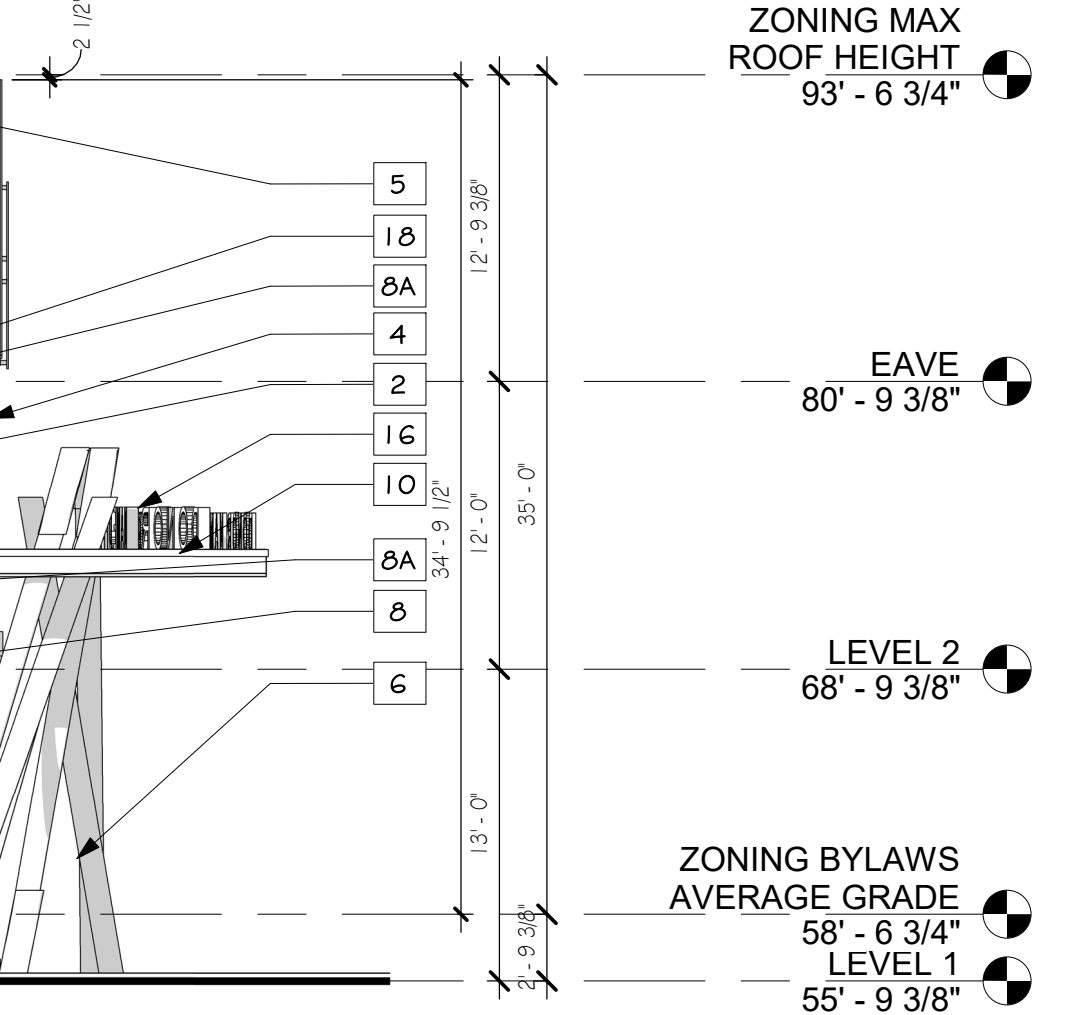 2 1/2"
ZONING MAX
ROOF HEIGHT
93' - 6 3/4"
5
18
8A
4
2
16
10
8A
8
6
12' - 9 3/8"
34' - 9 1/2"
12' - 0"
35' - 0"
13' - 0"
2' - 9 3/8"
EAVE
80' - 9 3/8"
LEVEL 2
68' - 9 3/8"
ZONING BYLAWS
AVERAGE GRADE
58' - 6 3/4"
LEVEL 1
55' - 9 3/8"